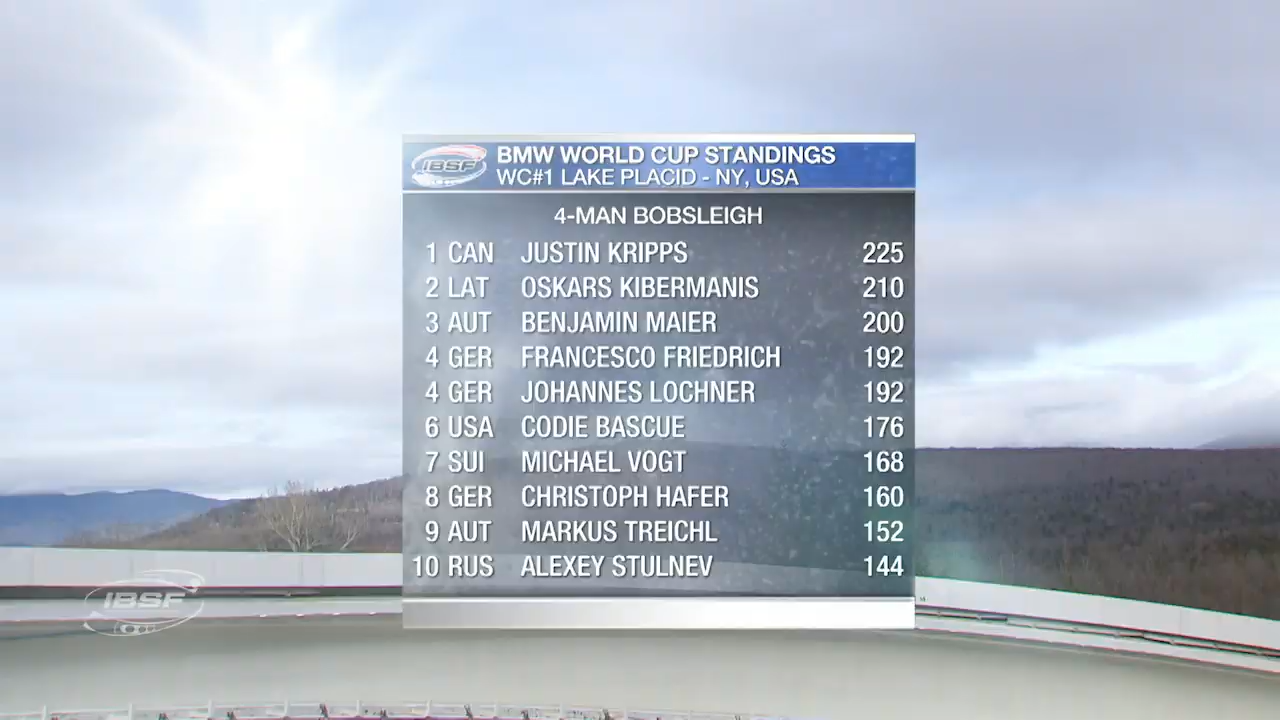 IBSF
BMW WORLD CUP STANDINGS
WC#1 LAKE PLACID - NY, USA
4-MAN BOBSLEIGH
1 CAN JUSTIN KRIPPS 225
2 LAT OSKARS KIBERMANIS 210
3 AUT BENJAMIN MAIER 200
4 GER FRANCESCO FRIEDRICH 192
4 GER JOHANNES LOCHNER 192
6 USA CODIE BASCUE 176
7 SUI MICHAEL VOGT 168
8 GER CHRISTOPH HAFER 160
9 AUT MARKUS TREICHL 152
10 RUS ALEXEY STULNEV 144
IBSF